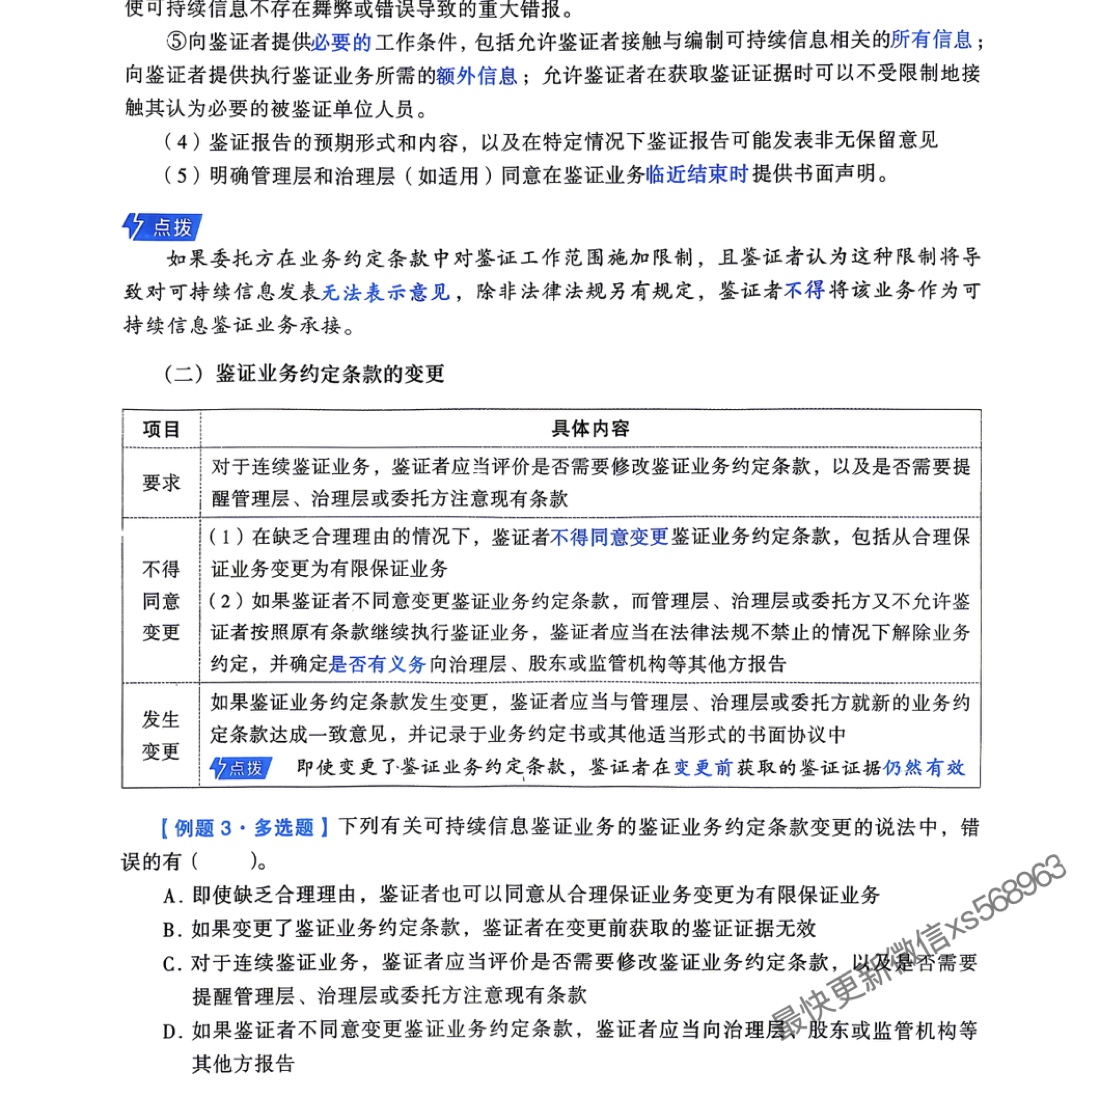 使可持续信息不存在舞弊或错误导致的重大错报。
⑤向鉴证者提供必要的工作条件，包括允许鉴证者接触与编制可持续信息相关的所有信息；
向鉴证者提供执行鉴证业务所需的额外信息；允许鉴证者在获取鉴证证据时可以不受限制地接
触其认为必要的被鉴证单位人员。
（4）鉴证报告的预期形式和内容，以及在特定情况下鉴证报告可能发表非无保留意见
（5）明确管理层和治理层（如适用）同意在鉴证业务临近结束时提供书面声明。
点拨
如果委托方在业务约定条款中对鉴证工作范围施加限制，且鉴证者认为这种限制将导
致对可持续信息发表无法表示意见，除非法律法规另有规定，鉴证者不得将该业务作为可
持续信息鉴证业务承接。
（二）鉴证业务约定条款的变更
项目 具体内容
要求
对于连续鉴证业务，鉴证者应当评价是否需要修改鉴证业务约定条款，以及是否需要提
醒管理层、治理层或委托方注意现有条款
不得
同意
变更
（1）在缺乏合理理由的情况下，鉴证者不得同意变更鉴证业务约定条款，包括从合理保
证业务变更为有限保证业务
（2）如果鉴证者不同意变更鉴证业务约定条款，而管理层、治理层或委托方又不允许鉴
证者按照原有条款继续执行鉴证业务，鉴证者应当在法律法规不禁止的情况下解除业务
约定，并确定是否有义务向治理层、股东或监管机构等其他方报告
发生
变更
如果鉴证业务约定条款发生变更，鉴证者应当与管理层、治理层或委托方就新的业务约
定条款达成一致意见，并记录于业务约定书或其他适当形式的书面协议中
点拨 即使变更了鉴证业务约定条款，鉴证者在变更前获取的鉴证证据仍然有效
【例题3·多选题】下列有关可持续信息鉴证业务的鉴证业务约定条款变更的说法中，错
误的有（ ）。
A. 即使缺乏合理理由，鉴证者也可以同意从合理保证业务变更为有限保证业务
B. 如果变更了鉴证业务约定条款，鉴证者在变更前获取的鉴证证据无效
C. 对于连续鉴证业务，鉴证者应当评价是否需要修改鉴证业务约定条款，以及是否需要
提醒管理层、治理层或委托方注意现有条款
D. 如果鉴证者不同意变更鉴证业务约定条款，鉴证者应当向治理层、股东或监管机构等
其他方报告
最快更新微信xs568963